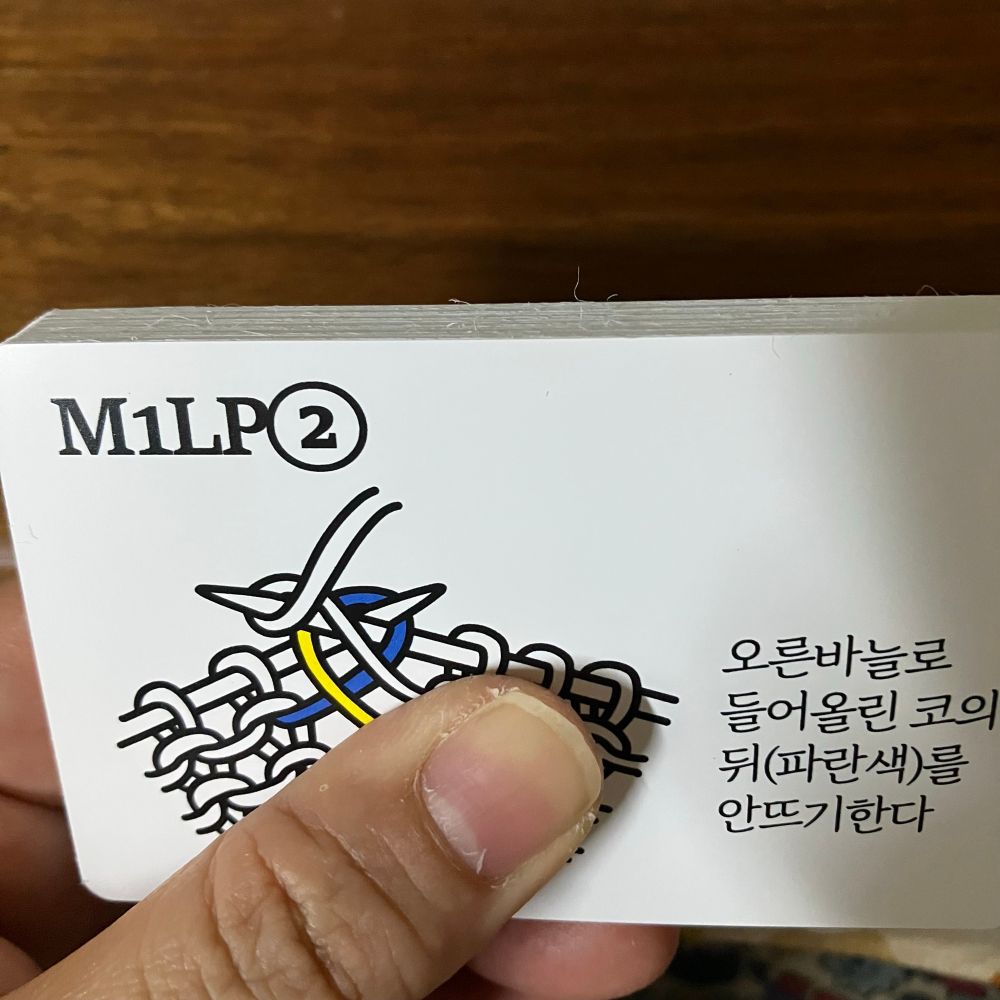 M1LP②
오른바늘로
들어올린 코의
뒤(파란색)를
안뜨기한다